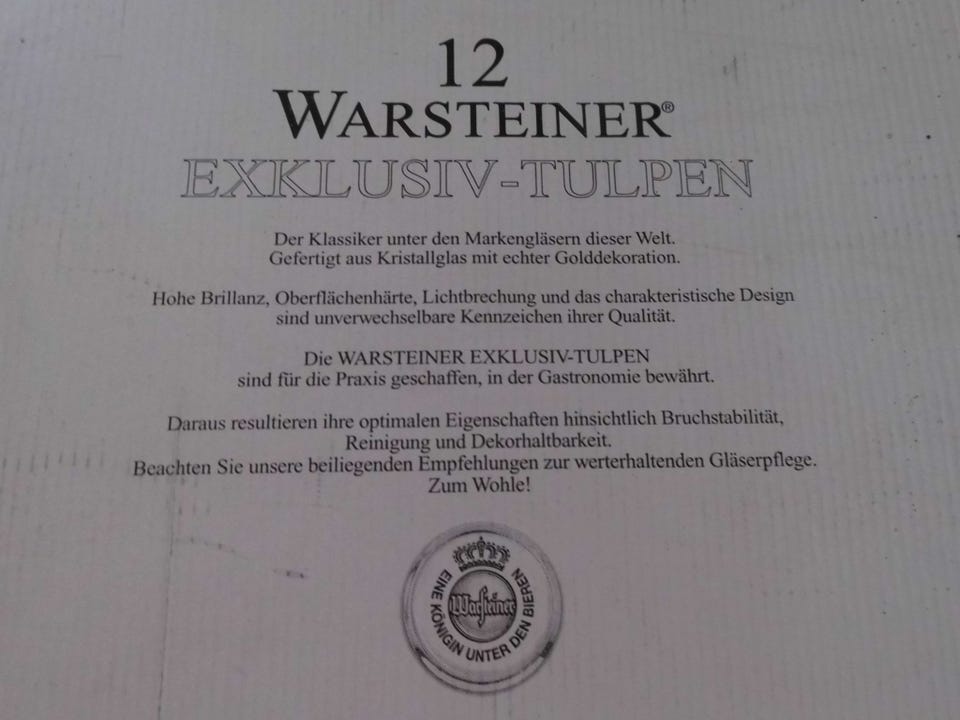 12
WARSTEINER®
EXKLUSIV-TULPEN
Der Klassiker unter den Markengläsern dieser Welt.
Gefertigt aus Kristallglas mit echter Golddekoration.
Hohe Brillanz, Oberflächenhärte, Lichtbrechung und das charakteristische Design
sind unverwechselbare Kennzeichen ihrer Qualität.
Die WARSTEINER EXKLUSIV-TULPEN
sind für die Praxis geschaffen, in der Gastronomie bewährt.
Daraus resultieren ihre optimalen Eigenschaften hinsichtlich Bruchstabilität,
Reinigung und Dekorhaltbarkeit.
Beachten Sie unsere beiliegenden Empfehlungen zur werterhaltenden Gläserpflege.
Zum Wohle!
Warsteiner
EINE KÖNIGIN UNTER DEN BIEREN